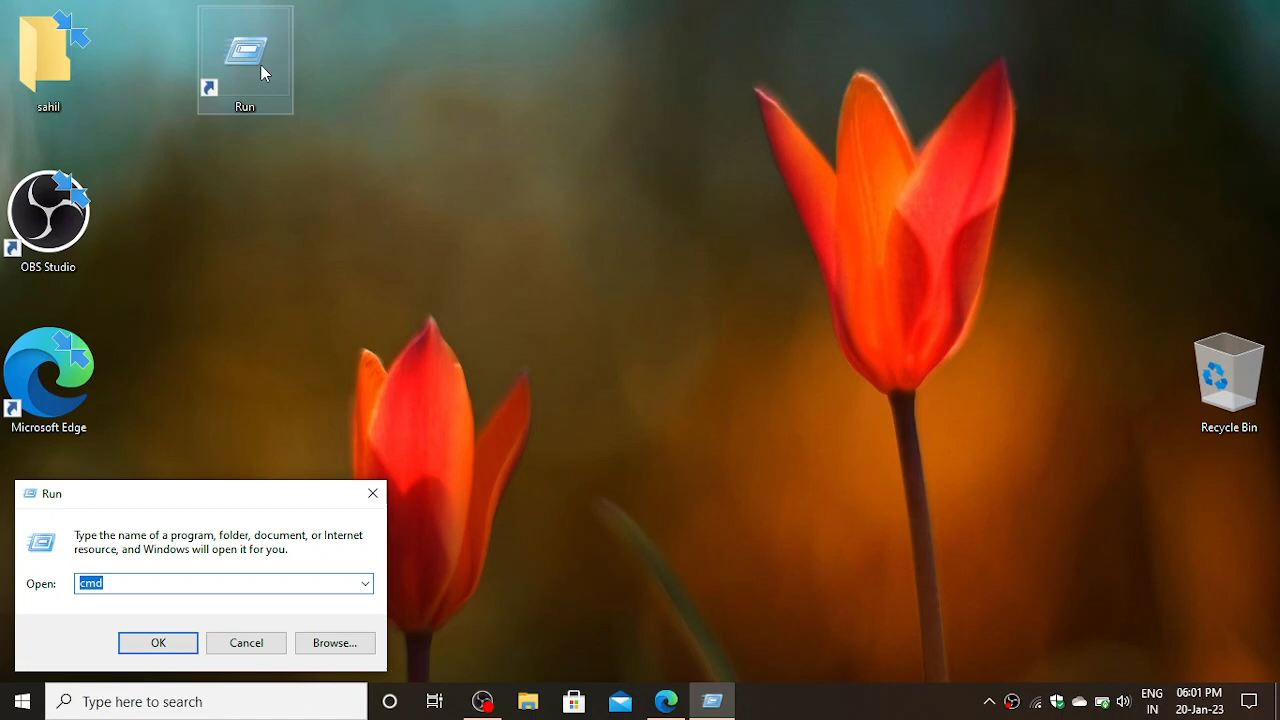 sahil
Run
OBS Studio
Microsoft Edge
Recycle Bin
Run
Type the name of a program, folder, document, or Internet
resource, and Windows will open it for you.
Open: cmd
OK Cancel Browse...
Type here to search
ENG
IN
06:01 PM
20-Jan-23